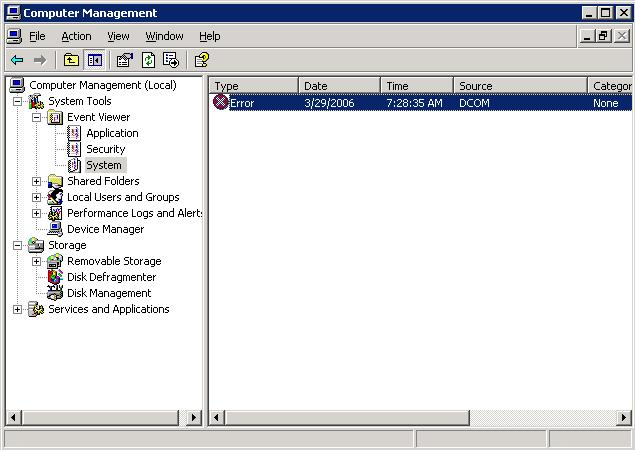 Computer Management
File Action View Window Help
Computer Management (Local)
System Tools
Event Viewer
Application
Security
System
Shared Folders
Local Users and Groups
Performance Logs and Alerts
Device Manager
Storage
Removable Storage
Disk Defragmenter
Disk Management
Services and Applications
Type Date Time Source Categor
Error 3/29/2006 7:28:35 AM DCOM None